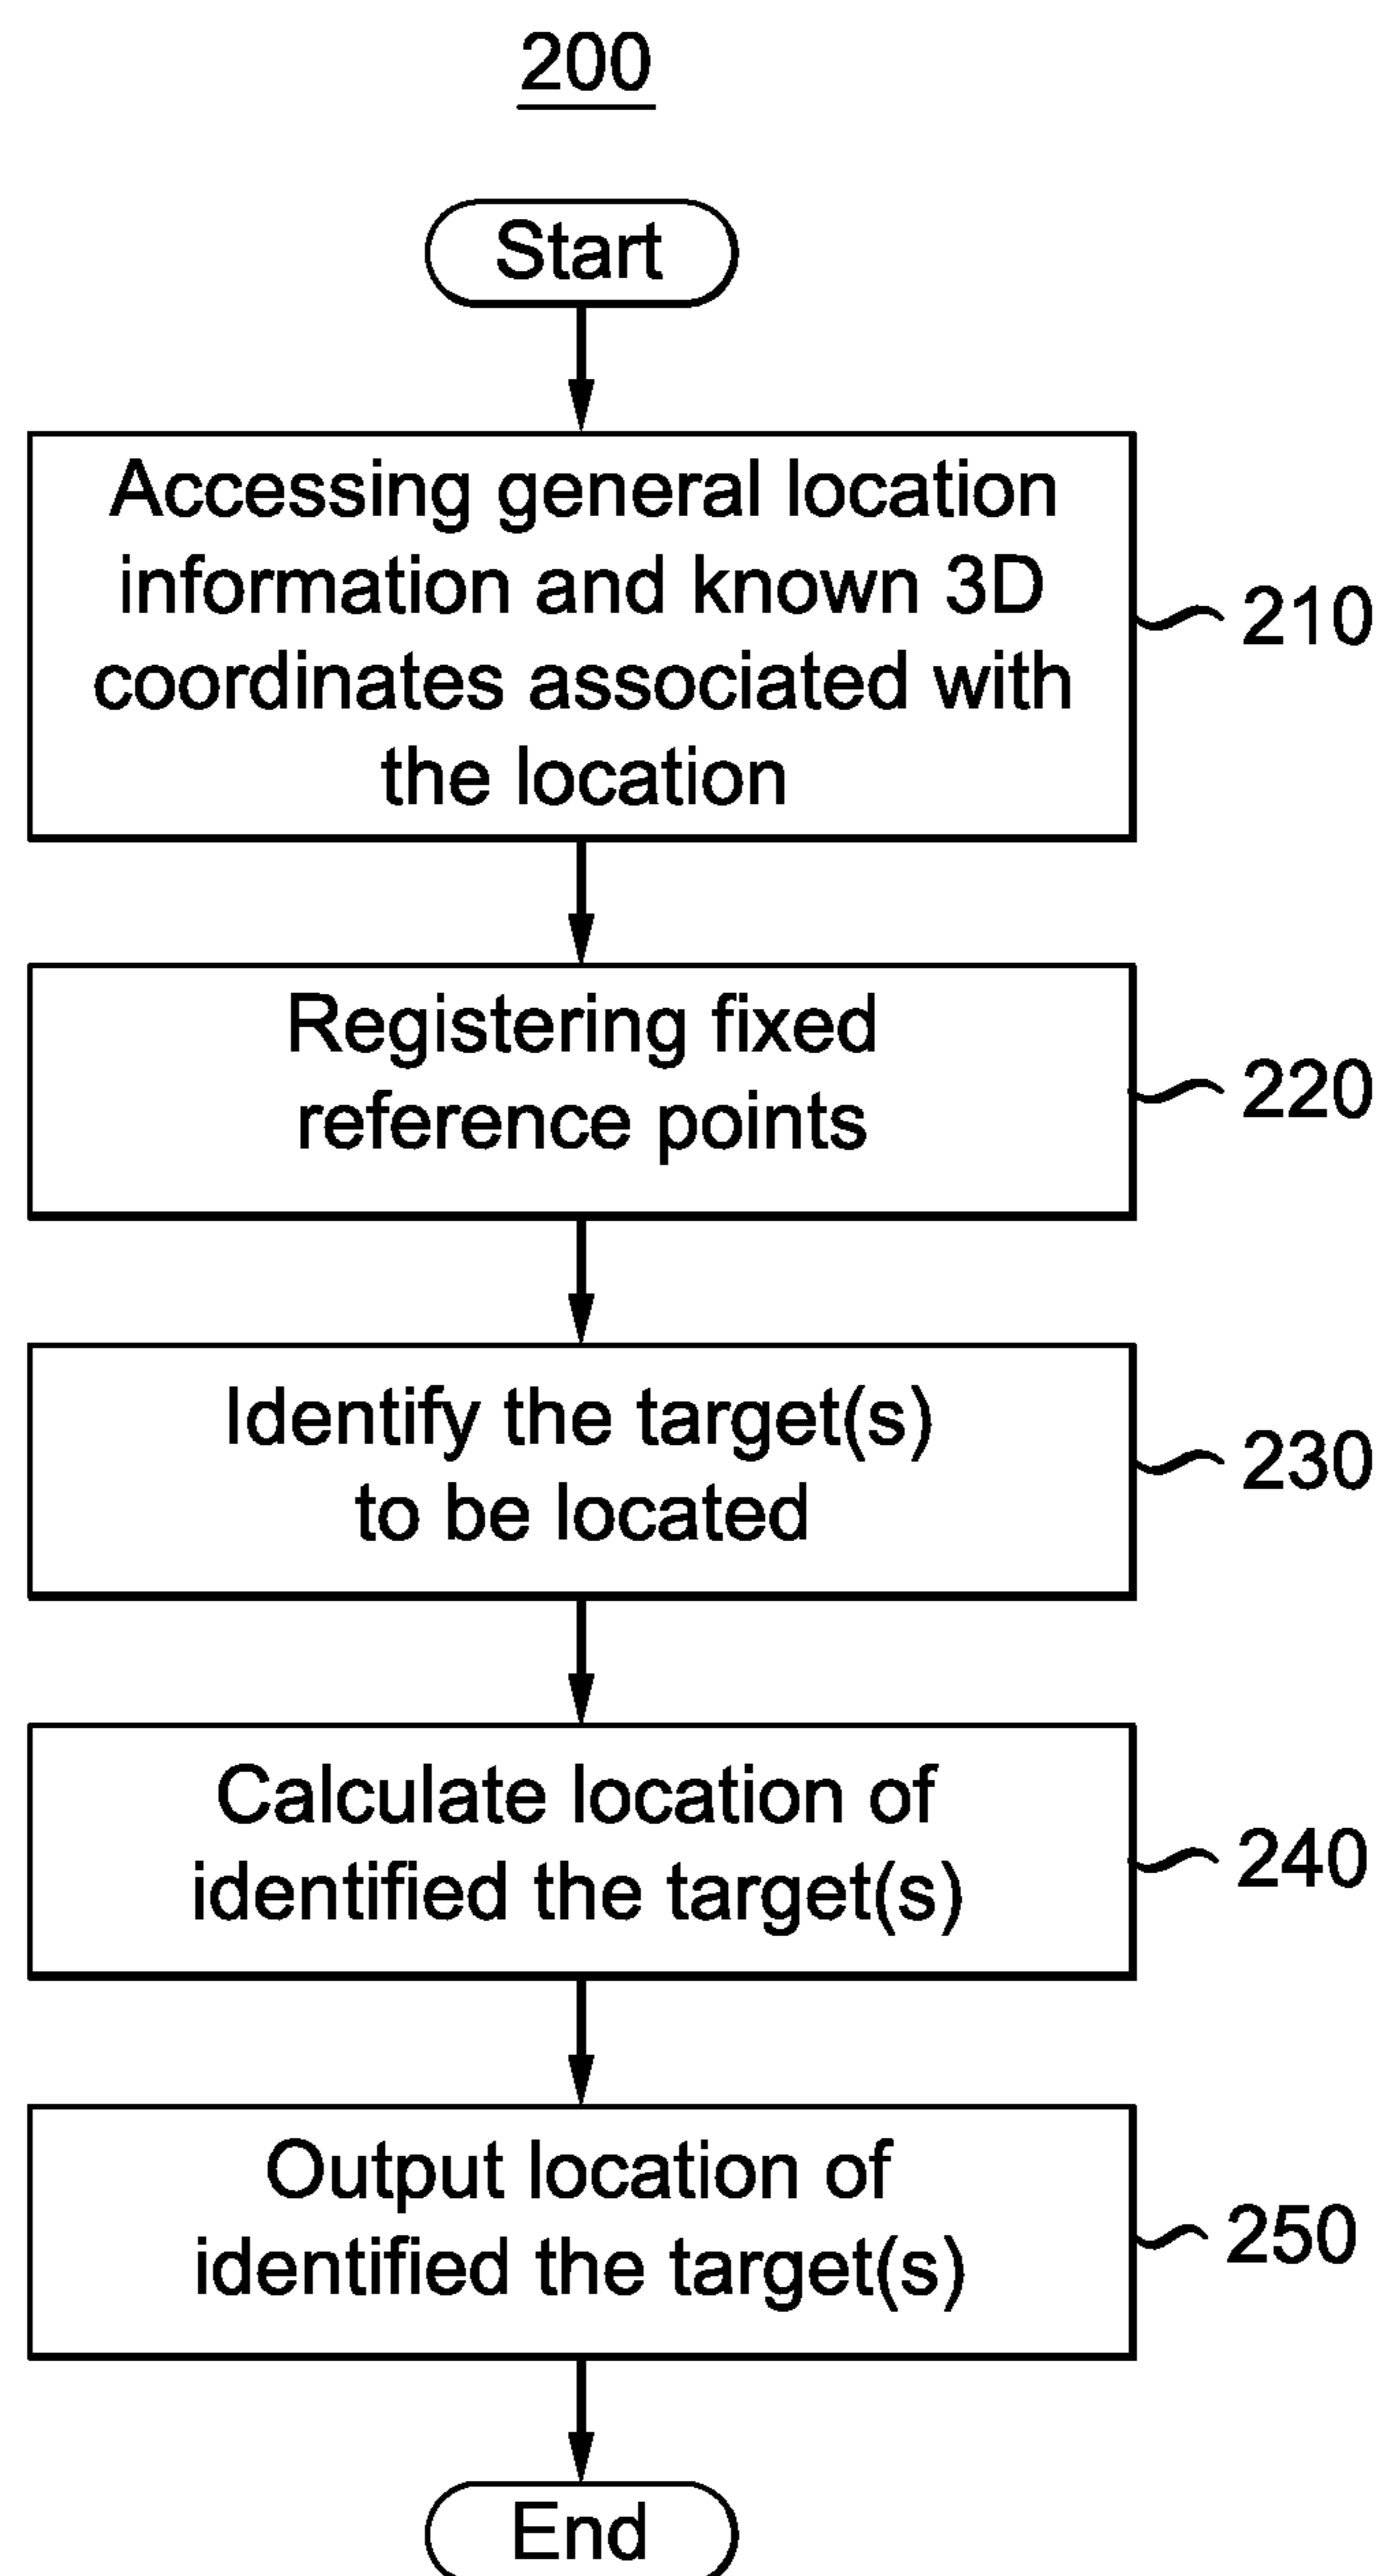 200
Start
Accessing general location
information and known 3D
coordinates associated with
the location
210
Registering fixed
reference points
220
Identify the target(s)
to be located
230
Calculate location of
identified the target(s)
240
Output location of
identified the target(s)
250
End